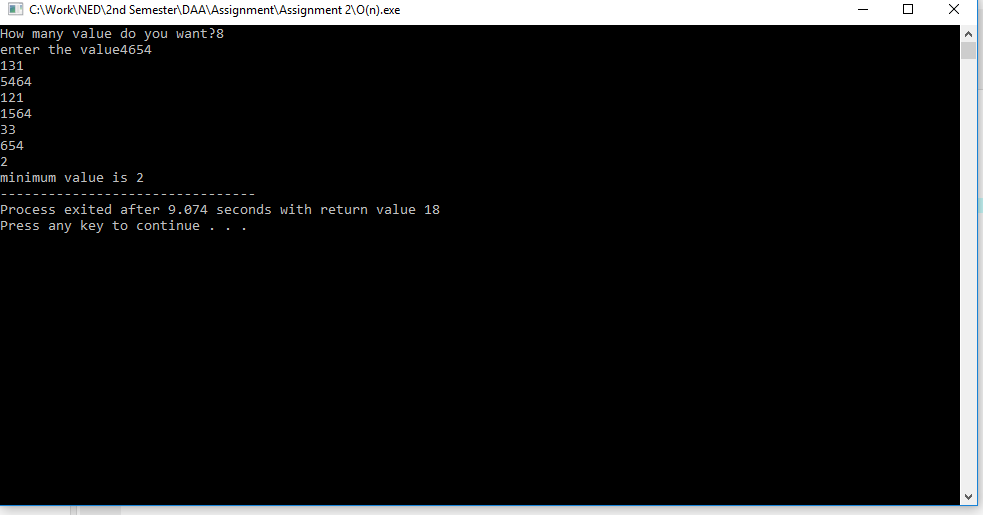 C:\Work\NED\2nd Semester\DAA\Assignment\Assignment 2\O(n).exe
How many value do you want?8
enter the value4654
131
5464
121
1564
33
654
2
minimum value is 2
--------------------------------
Process exited after 9.074 seconds with return value 18
Press any key to continue . . .